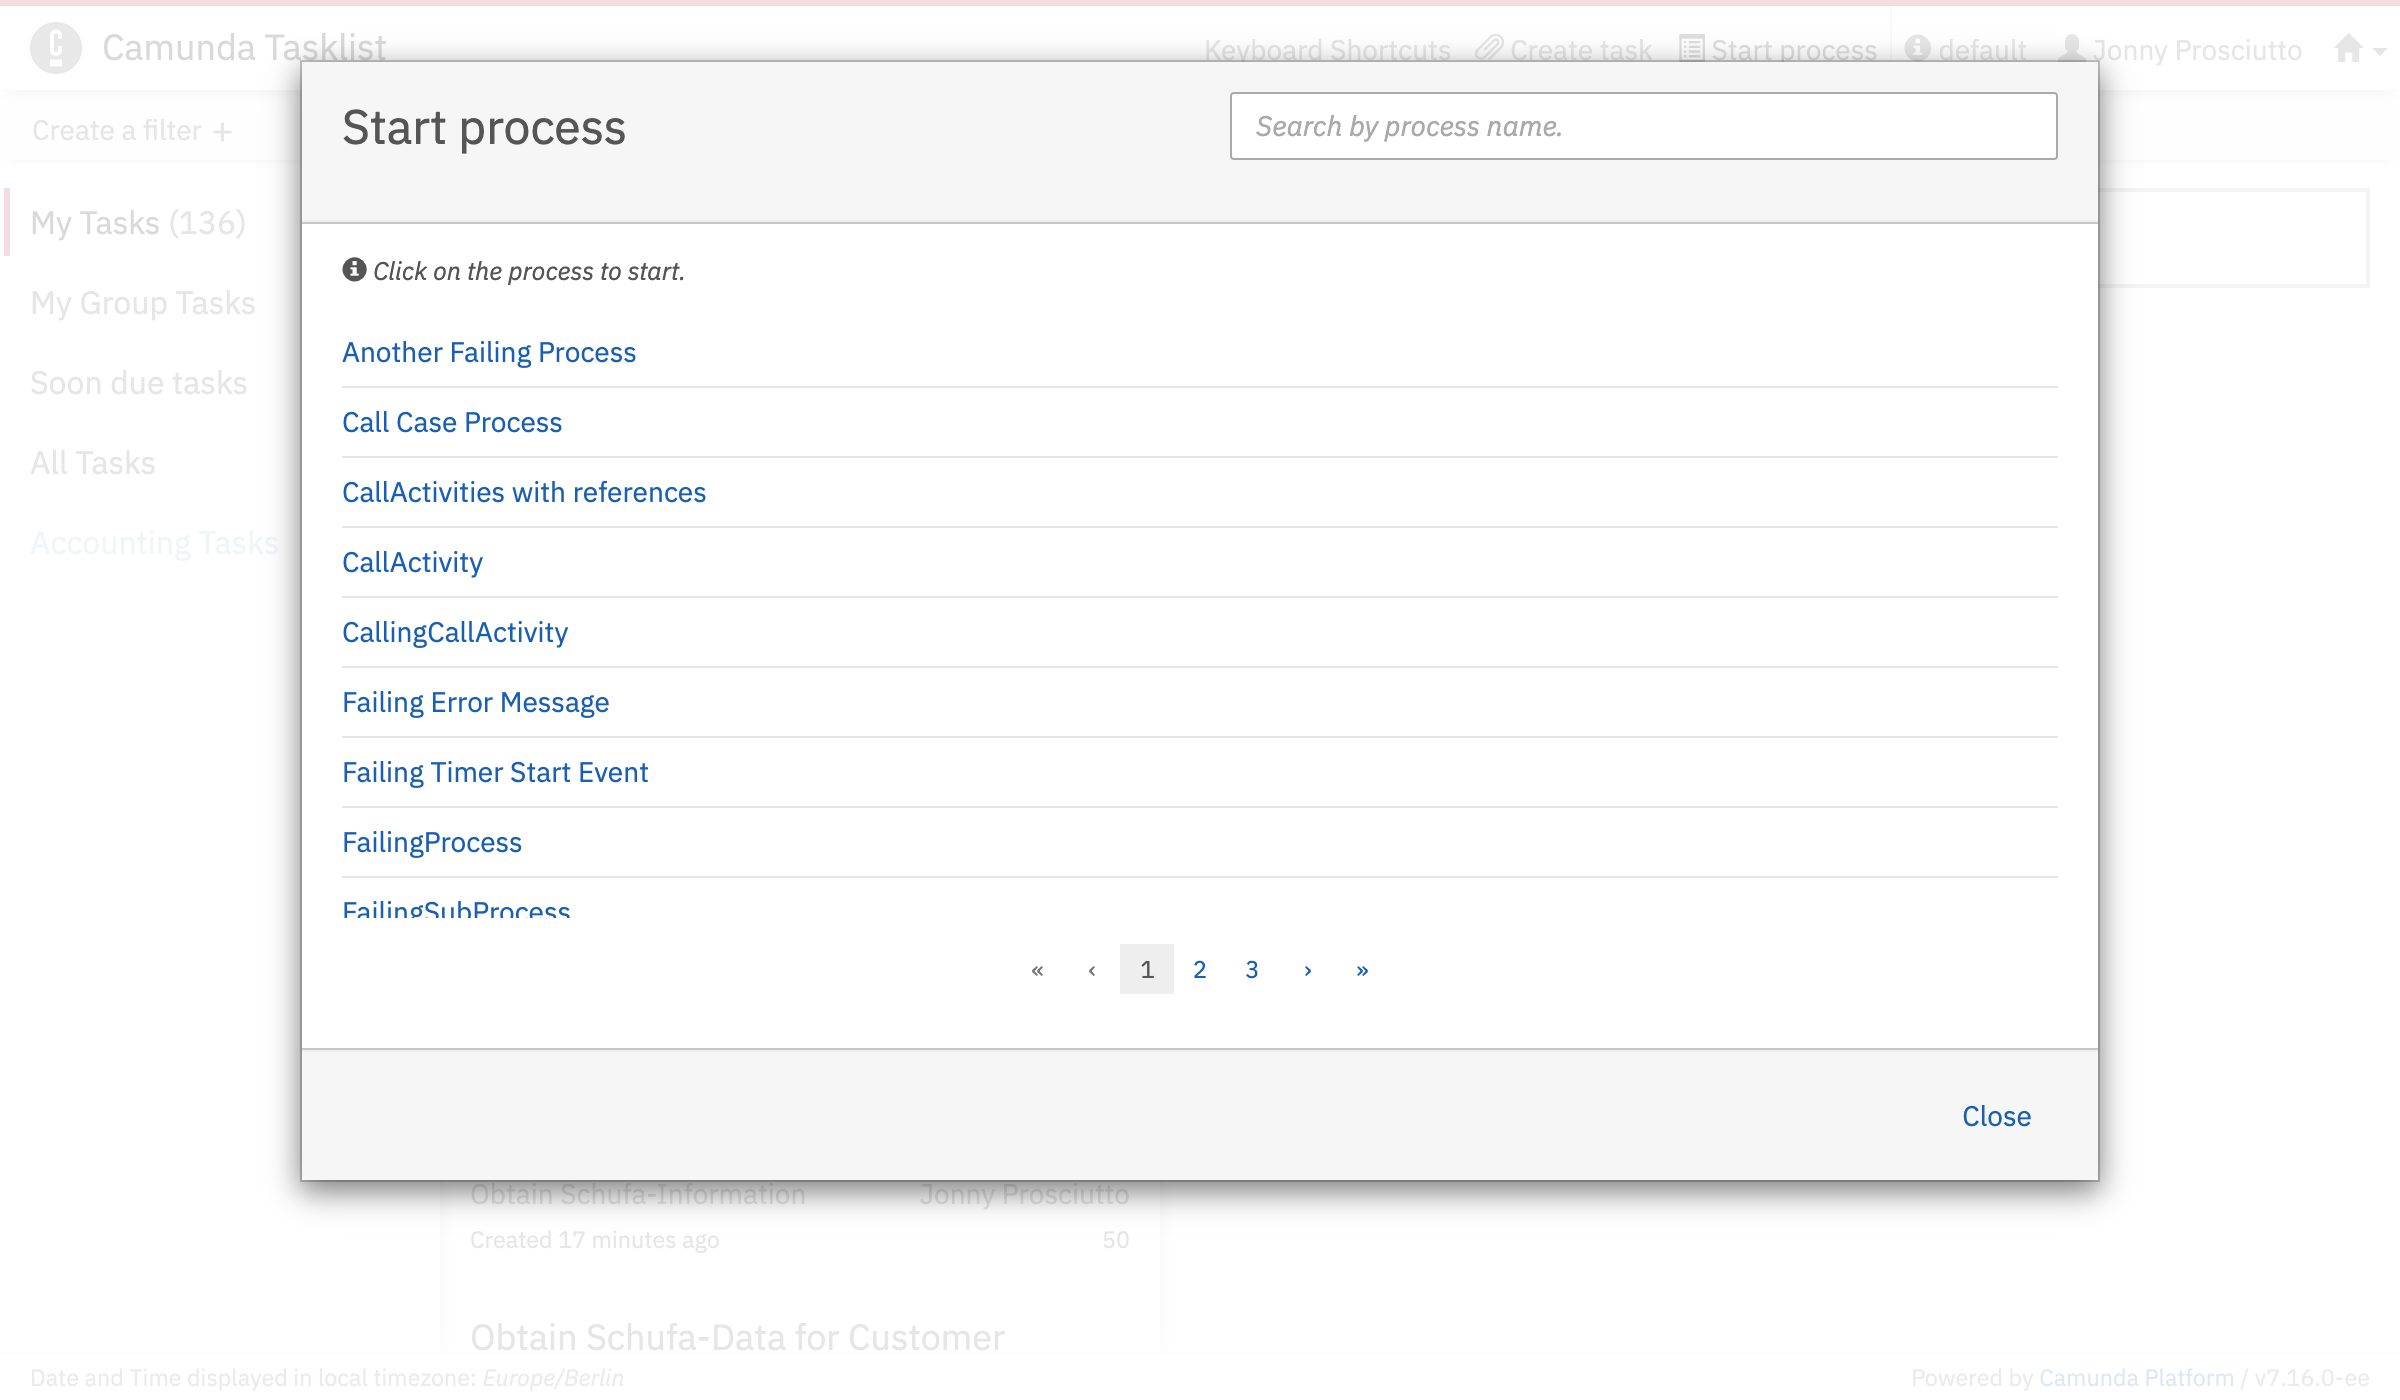 Camunda Tasklist
Keyboard Shortcuts Create task Start process default Jonny Prosciutto
Create a filter +
My Tasks (136)
My Group Tasks
Soon due tasks
All Tasks
Accounting Tasks
Start process
Search by process name.
Click on the process to start.
Another Failing Process
Call Case Process
CallActivities with references
CallActivity
CallingCallActivity
Failing Error Message
Failing Timer Start Event
FailingProcess
FailingSubProcess
« ‹ 1 2 3 › »
Close
Obtain Schufa-Information Jonny Prosciutto
Created 17 minutes ago 50
Obtain Schufa-Data for Customer
Date and Time displayed in local timezone: Europe/Berlin
Powered by Camunda Platform / v7.16.0-ee